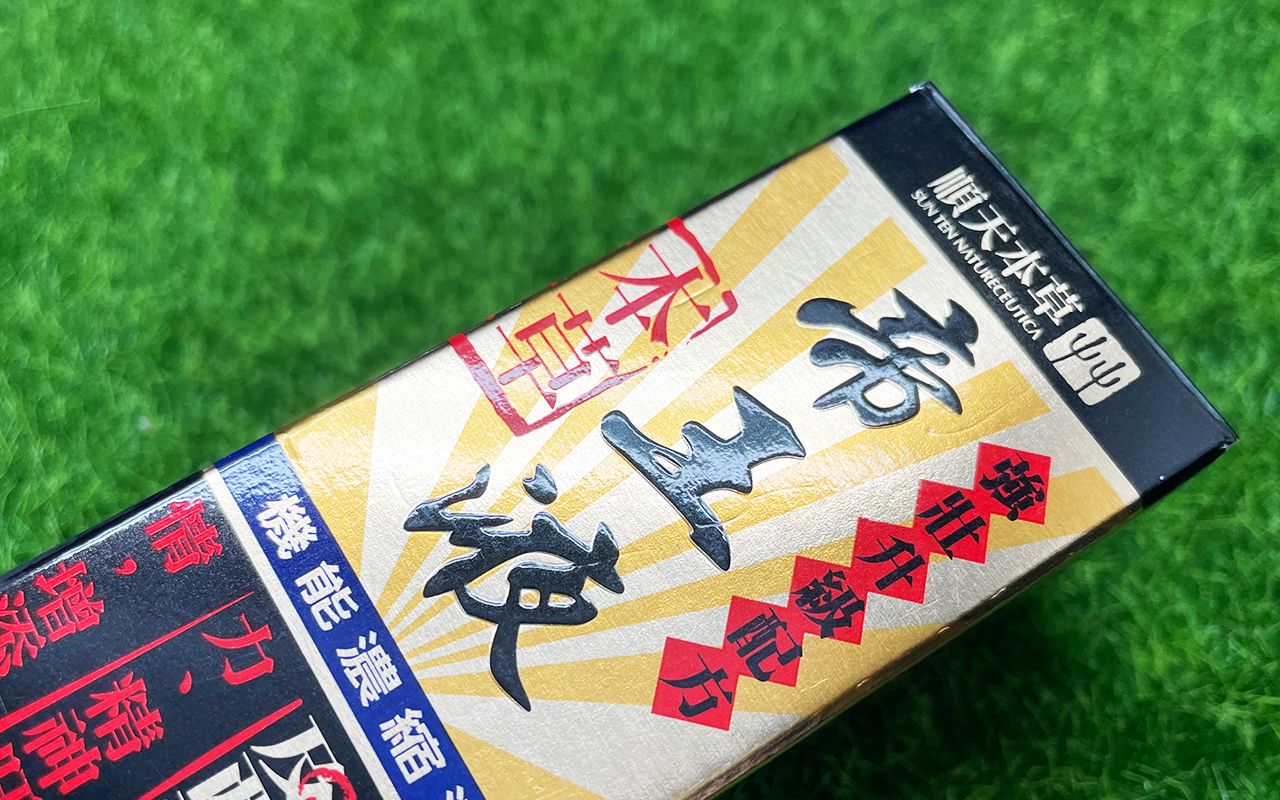 順天本草
SUN TEN NATURECEUTICA
帝王液
本草
強壯升級配方
機能濃縮
力、精神
情，增添